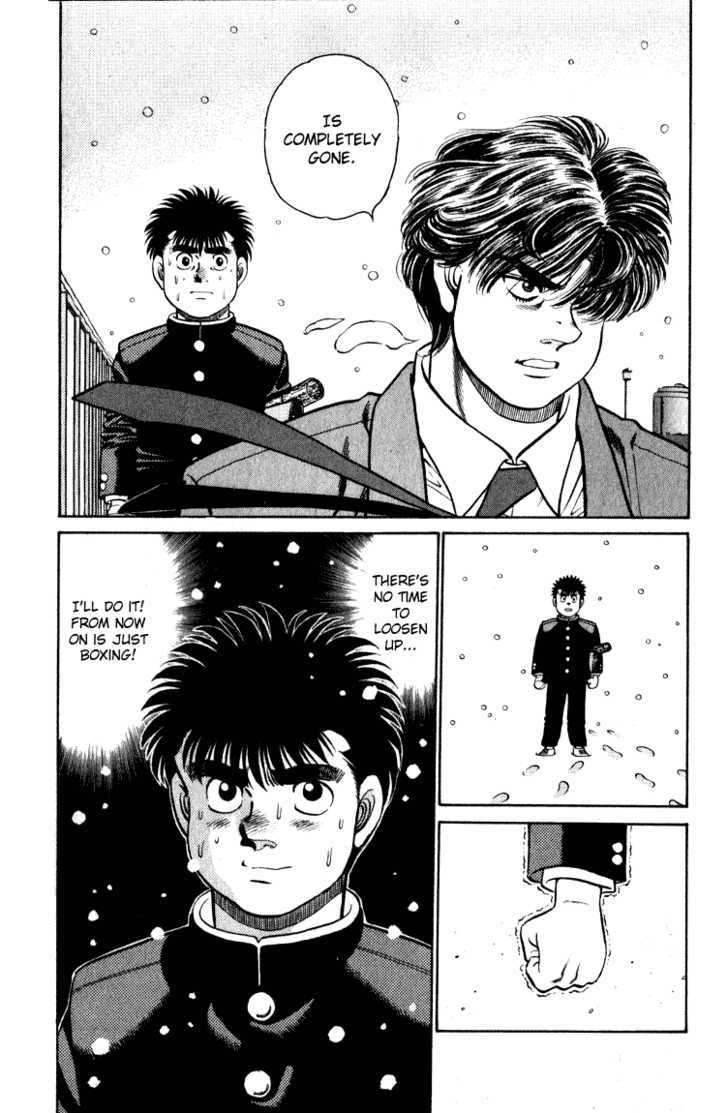 IS
COMPLETELY
GONE.
THERE'S
NO TIME
TO
LOOSEN
UP...
I'LL DO IT!
FROM NOW
ON IS JUST
BOXING!